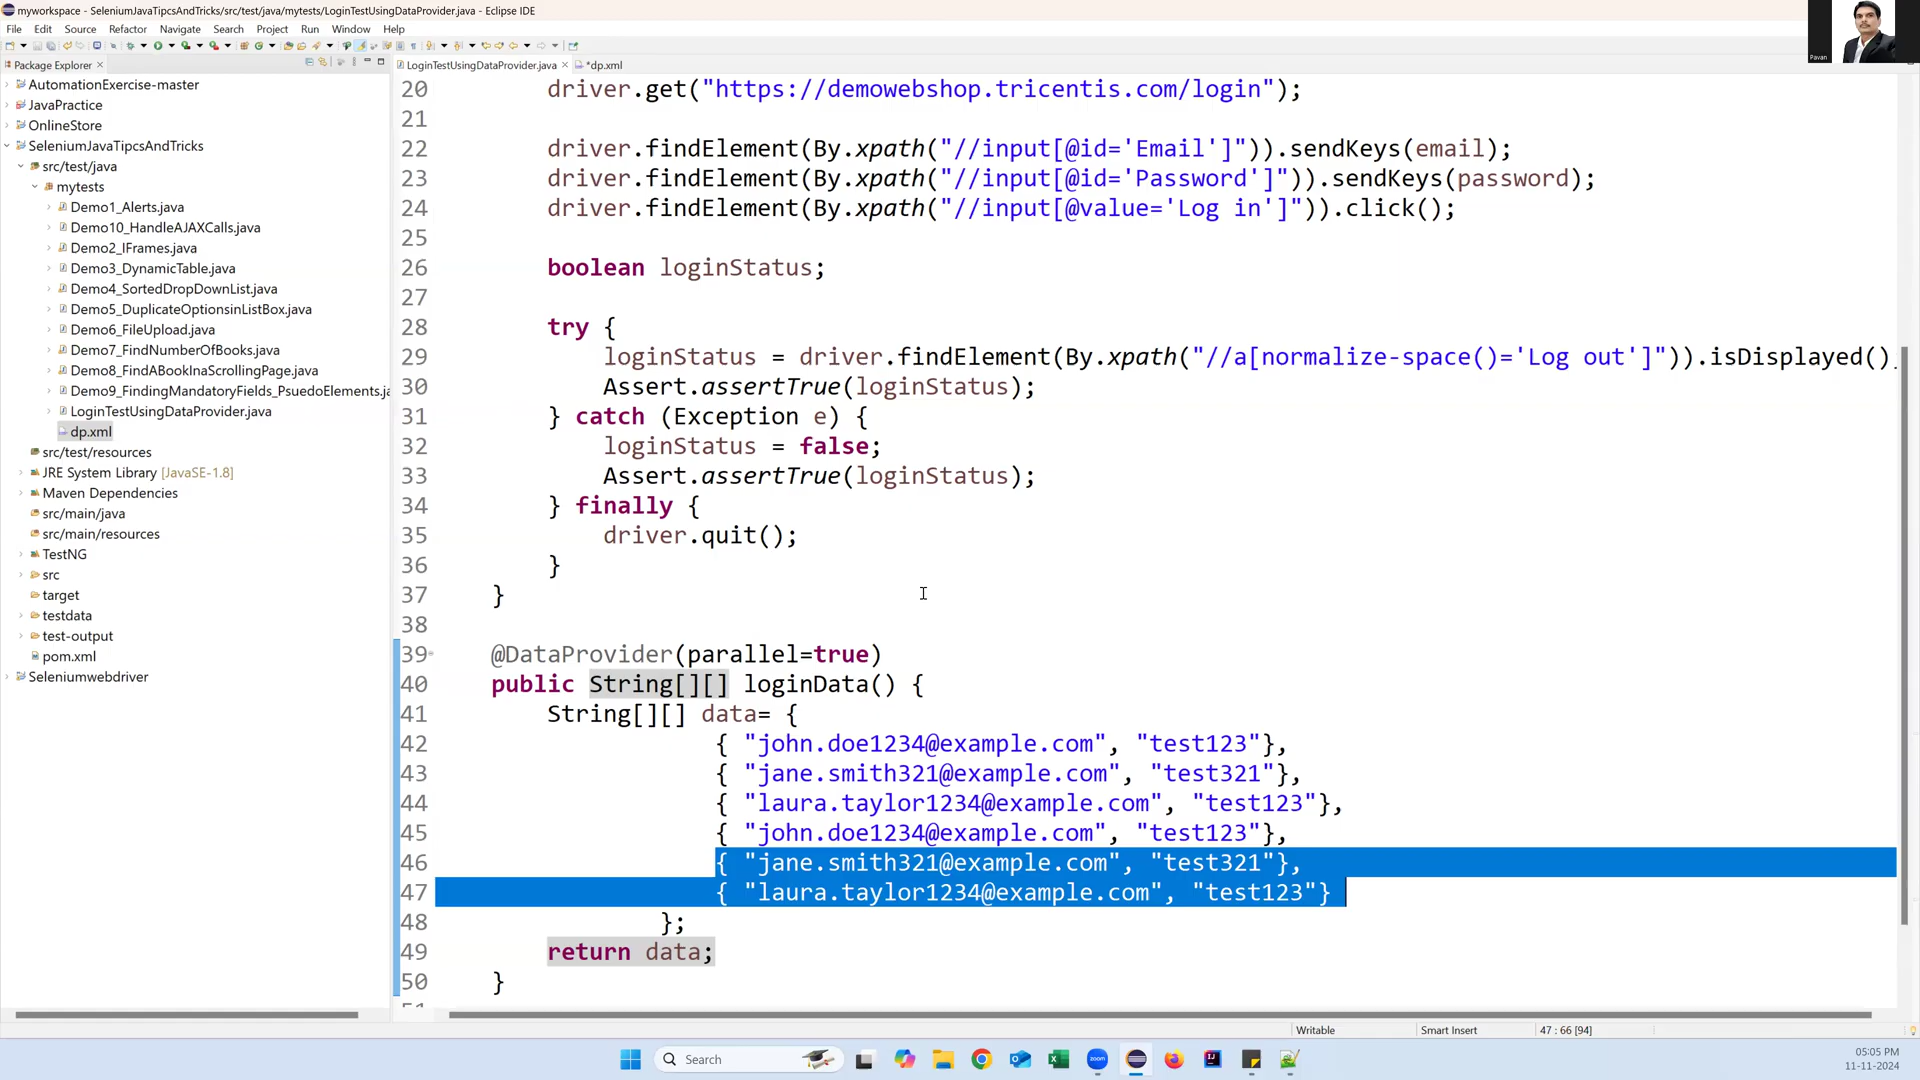 myworkspace - SeleniumJavaTipcsAndTricks/src/test/java/mytests/LoginTestUsingDataProvider.java - Eclipse IDE
File Edit Source Refactor Navigate Search Project Run Window Help
Package Explorer
AutomationExercise-master
JavaPractice
OnlineStore
SeleniumJavaTipcsAndTricks
src/test/java
mytests
Demo1_Alerts.java
Demo10_HandleAJAXCalls.java
Demo2_IFrames.java
Demo3_DynamicTable.java
Demo4_SortedDropDownList.java
Demo5_DuplicateOptionsinListBox.java
Demo6_FileUpload.java
Demo7_FindNumberOfBooks.java
Demo8_FindABookInaScrollingPage.java
Demo9_FindingMandatoryFields_PsuedoElements.ja
LoginTestUsingDataProvider.java
dp.xml
src/test/resources
JRE System Library [JavaSE-1.8]
Maven Dependencies
src/main/java
src/main/resources
TestNG
src
target
testdata
test-output
pom.xml
Seleniumwebdriver
LoginTestUsingDataProvider.java *dp.xml
20 driver.get("https://demowebshop.tricentis.com/login");
21
22 driver.findElement(By.xpath("//input[@id='Email']")).sendKeys(email);
23 driver.findElement(By.xpath("//input[@id='Password']")).sendKeys(password);
24 driver.findElement(By.xpath("//input[@value='Log in']")).click();
25
26 boolean loginStatus;
27
28 try {
29 loginStatus = driver.findElement(By.xpath("//a[normalize-space()='Log out']")).isDisplayed();
30 Assert.assertTrue(loginStatus);
31 } catch (Exception e) {
32 loginStatus = false;
33 Assert.assertTrue(loginStatus);
34 } finally {
35 driver.quit();
36 }
37 }
38
39 @DataProvider(parallel=true)
40 public String[][] loginData() {
41 String[][] data= {
42 { "john.doe1234@example.com", "test123"},
43 { "jane.smith321@example.com", "test321"},
44 { "laura.taylor1234@example.com", "test123"},
45 { "john.doe1234@example.com", "test123"},
46 { "jane.smith321@example.com", "test321"},
47 { "laura.taylor1234@example.com", "test123"}
48 };
49 return data;
50 }
Pavan
Writable Smart Insert 47 : 66 [94]
Search
zoom
05:05 PM
11-11-2024